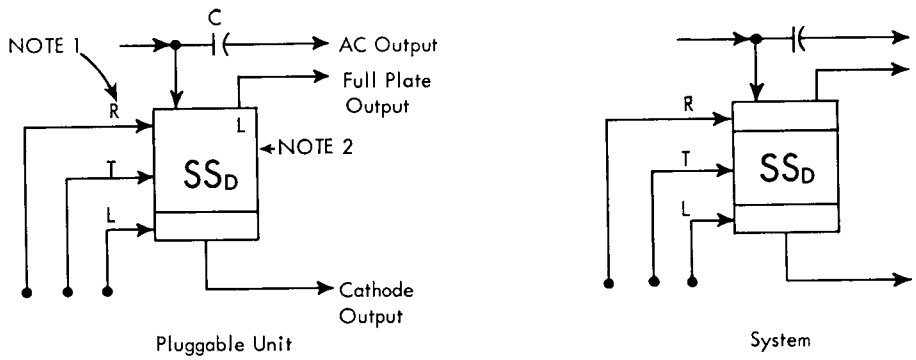 C
NOTE 1
AC Output
Full Plate
Output
R
L
NOTE 2
T
SSD
L
Cathode
Output
Pluggable Unit
R
T
SSD
L
System